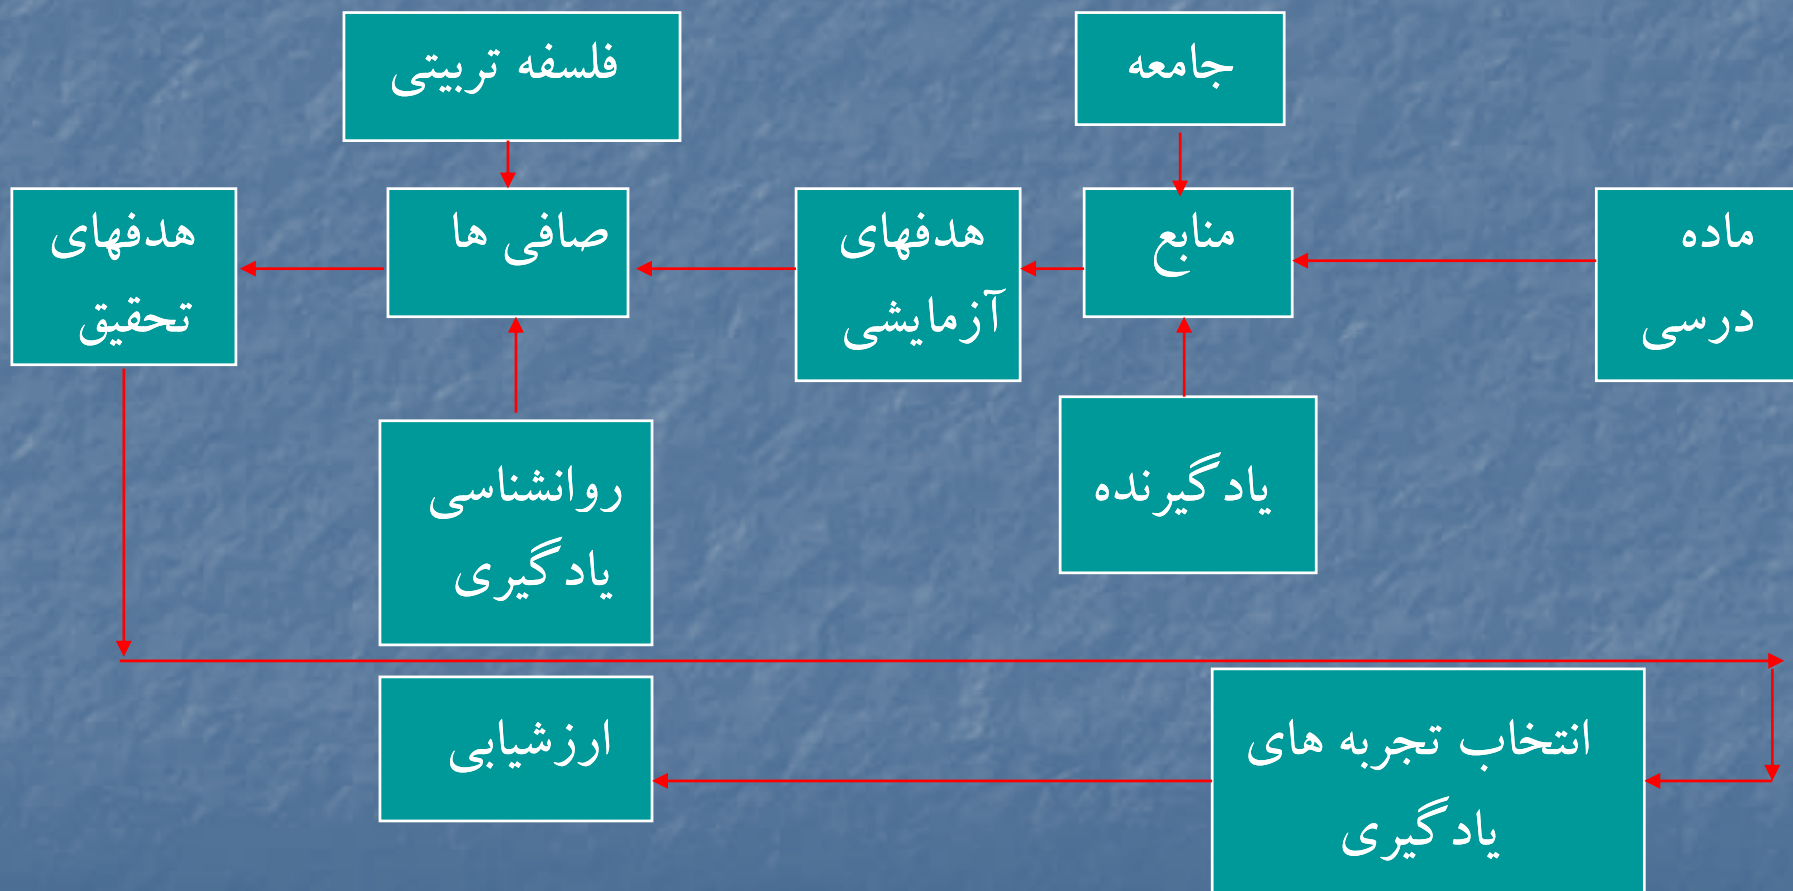 جامعه
فلسفه تربیتی
ماده
درسی
منابع
هدفهای
آزمایشی
صافی ها
هدفهای
تحقیق
یادگیرنده
روانشناسی
یادگیری
انتخاب تجربه های
یادگیری
ارزشیابی